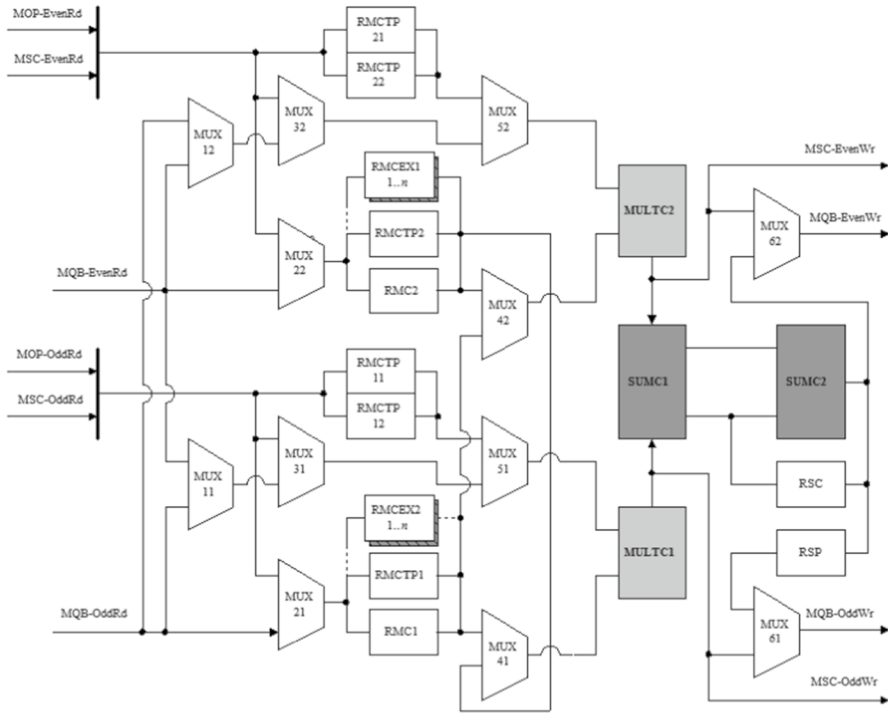 MOP-EvenRd
MSC-EvenRd
RMCTP
21
RMCTP
22
MUX
12
MUX
32
MUX
52
MSC-EvenWr
RMCEX1
1..n
MULTC2
MUX
62
MQB-EvenWr
RMCTP2
MQB-EvenRd
MUX
22
RMC2
MUX
42
MOP-OddRd
MSC-OddRd
RMCTP
11
RMCTP
12
SUMC1
SUMC2
MUX
11
MUX
31
MUX
51
RSC
RMCEX2
1..n
MULTC1
RSP
RMCTP1
MQB-OddRd
MUX
21
RMC1
MUX
41
MUX
61
MQB-OddWr
MSC-OddWr